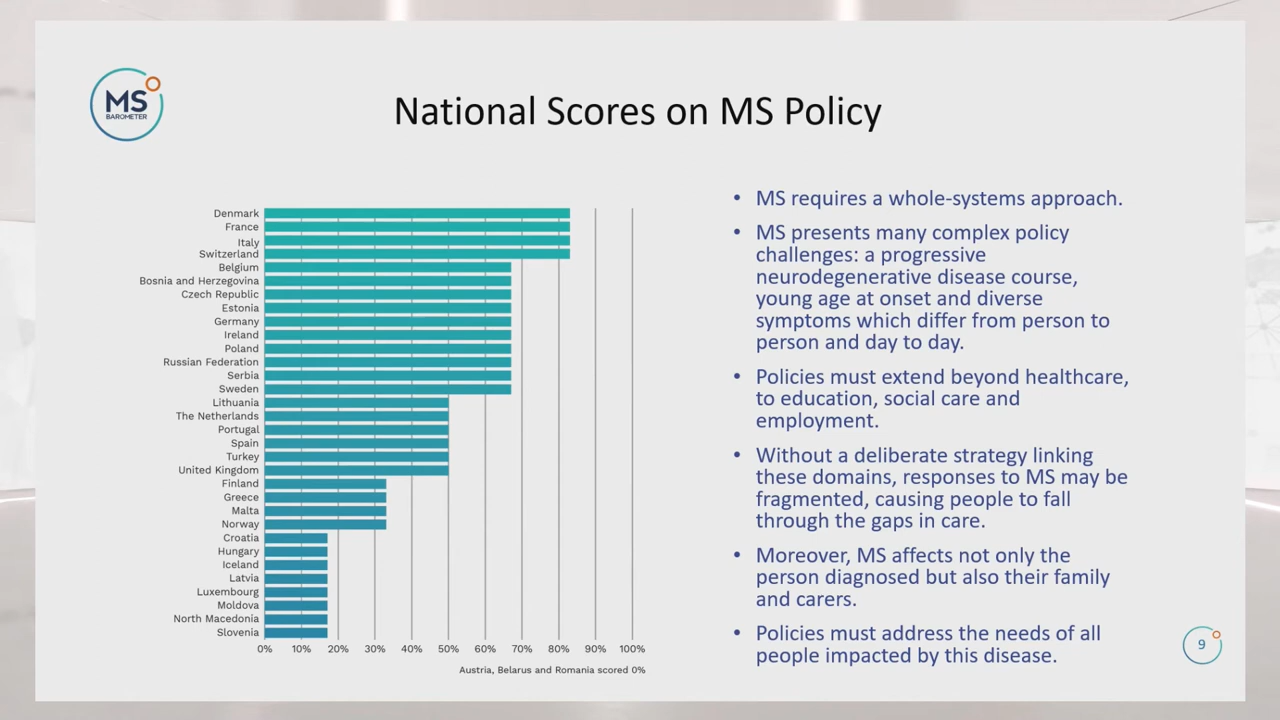 MS
BAROMETER
National Scores on MS Policy
Denmark
France
Italy
Switzerland
Belgium
Bosnia and Herzegovina
Czech Republic
Estonia
Germany
Ireland
Poland
Russian Federation
Serbia
Sweden
Lithuania
The Netherlands
Portugal
Spain
Turkey
United Kingdom
Finland
Greece
Malta
Norway
Croatia
Hungary
Iceland
Latvia
Luxembourg
Moldova
North Macedonia
Slovenia
0% 10% 20% 30% 40% 50% 60% 70% 80% 90% 100%
Austria, Belarus and Romania scored 0%
• MS requires a whole-systems approach.
• MS presents many complex policy
challenges: a progressive
neurodegenerative disease course,
young age at onset and diverse
symptoms which differ from person to
person and day to day.
• Policies must extend beyond healthcare,
to education, social care and
employment.
• Without a deliberate strategy linking
these domains, responses to MS may be
fragmented, causing people to fall
through the gaps in care.
• Moreover, MS affects not only the
person diagnosed but also their family
and carers.
• Policies must address the needs of all
people impacted by this disease.
9